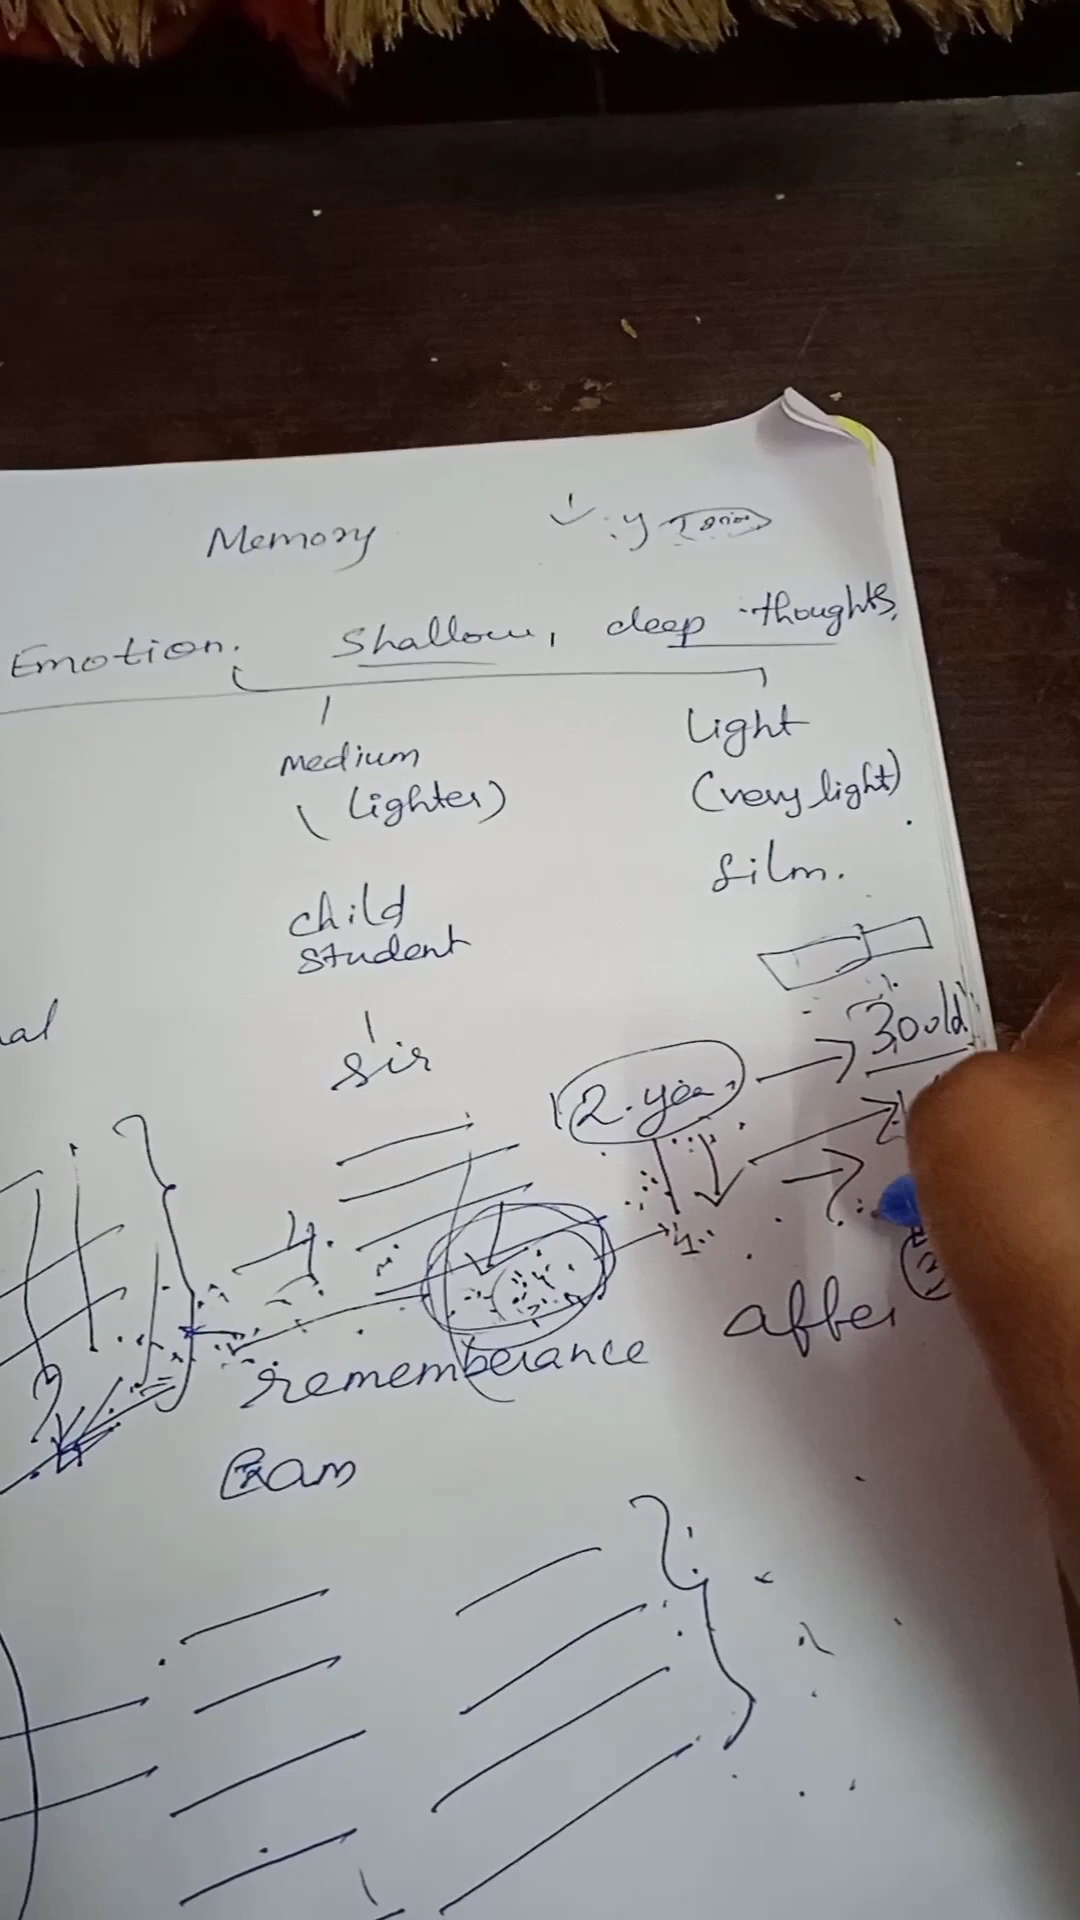 Memory
Emotion. Shallow, deep thoughts,
Medium
(lighter)
Light
(very light)
film.
child
student
sir
2. yea
30 old
4.
rememberance
after
Exam